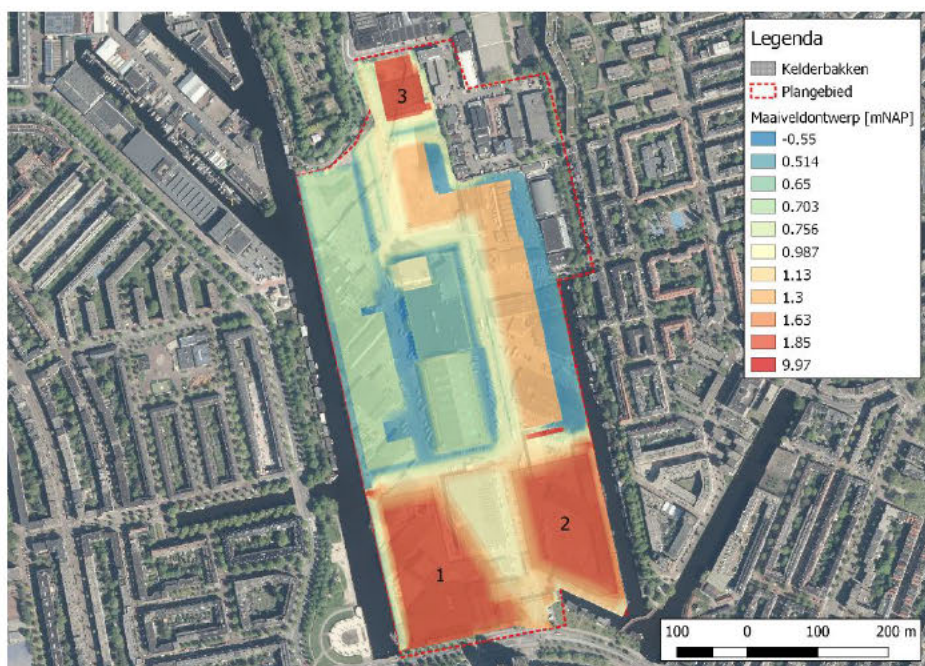 Legenda
Kelderbakken
Plangebied
Maaiveldontwerp [mNAP]
-0.55
0.514
0.65
0.703
0.756
0.987
1.13
1.3
1.63
1.85
9.97
3
2
1
100 0 100 200 m